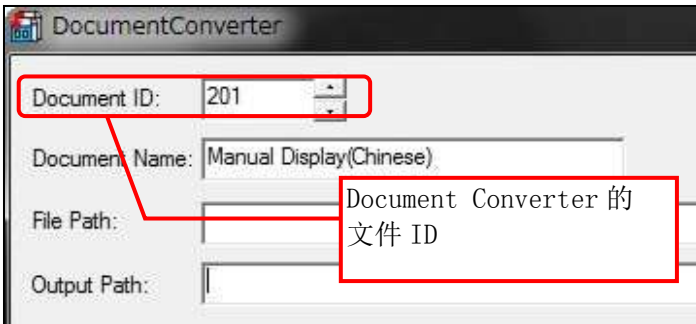 DocumentConverter
Document ID: 201
Document Name: Manual Display(Chinese)
Document Converter 的
文件 ID
File Path:
Output Path: